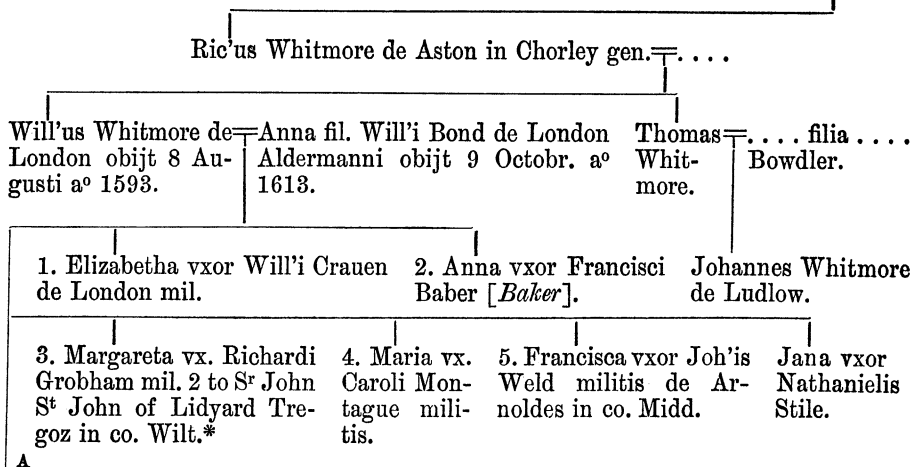 Ric'us Whitmore de Aston in Chorley gen.=. . . .
Will'us Whitmore de=Anna fil. Will'i Bond de London
London obijt 8 Au-
gusti aº 1593.
Aldermanni obijt 9 Octobr. aº
1613.
Thomas=. . . . filia . . . .
Whit-
more.
Bowdler.
1. Elizabetha vxor Will'i Crauen
de London mil.
2. Anna vxor Francisci
Baber [Baker].
Johannes Whitmore
de Ludlow.
3. Margareta vx. Richardi
Grobham mil. 2 to Sʳ John
Sᵗ John of Lidyard Tre-
goz in co. Wilt.*
4. Maria vx.
Caroli Mon-
tague mili-
tis.
5. Francisca vxor Joh'is
Weld militis de Ar-
noldes in co. Midd.
Jana vxor
Nathanielis
Stile.
A